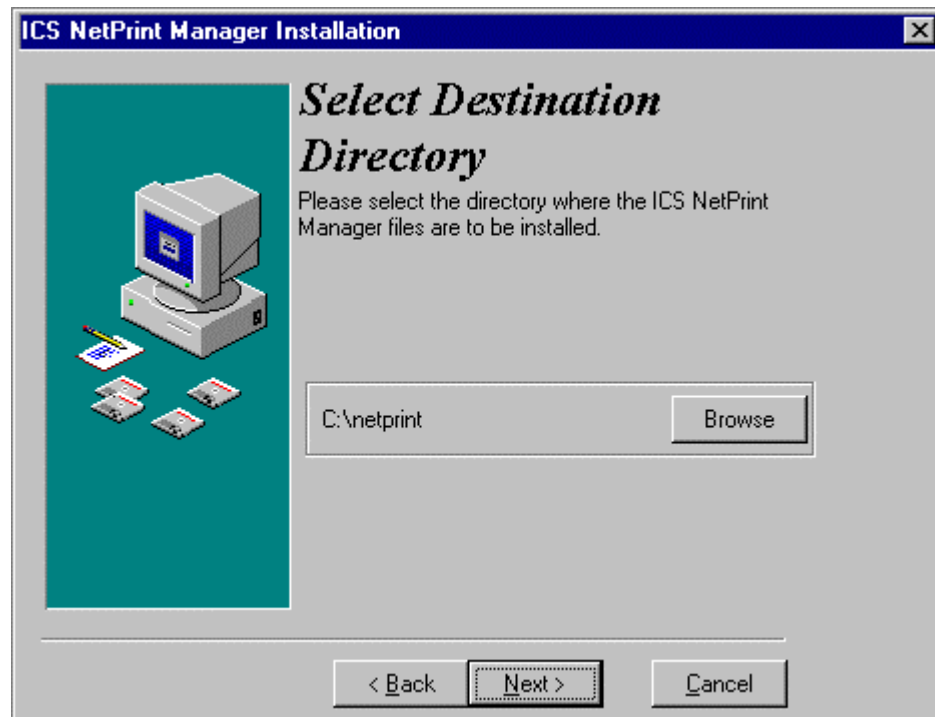 ICS NetPrint Manager Installation
Select Destination
Directory
Please select the directory where the ICS NetPrint
Manager files are to be installed.
C:\netprint
Browse
< Back
Next >
Cancel